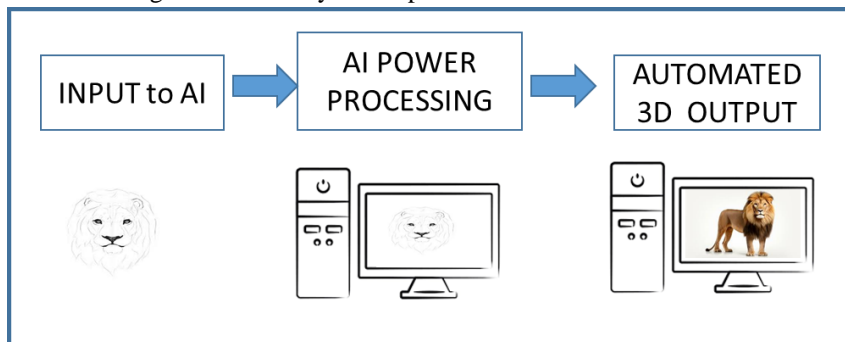 INPUT to AI
AI POWER
PROCESSING
AUTOMATED
3D OUTPUT